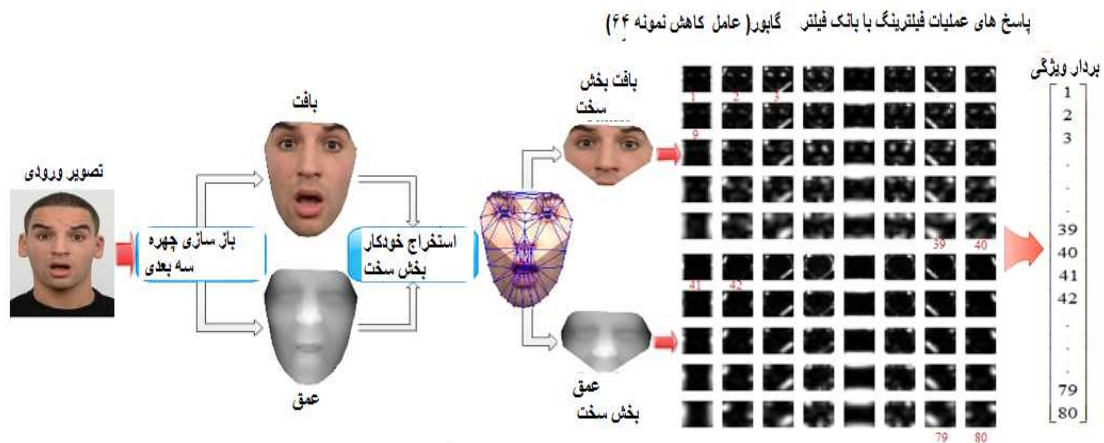 پاسخ های عملیات فیلترینگ با بانک فیلتر گابور( عامل کاهش نمونه ۶۴)
بردار ویژگی
تصویر ورودی
باز سازی چهره
سه بعدی
بافت
عمق
استخراج خودکار
بخش سخت
بافت بخش
سخت
عمق
بخش سخت
1 2 3
9
39 40
41 42
79 80
1
2
3
.
.
.
39
40
41
42
.
.
.
79
80